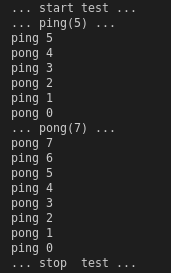 ... start test ...
... ping(5) ...
ping 5
pong 4
ping 3
pong 2
ping 1
pong 0
... pong(7) ...
pong 7
ping 6
pong 5
ping 4
pong 3
ping 2
pong 1
ping 0
... stop  test ...